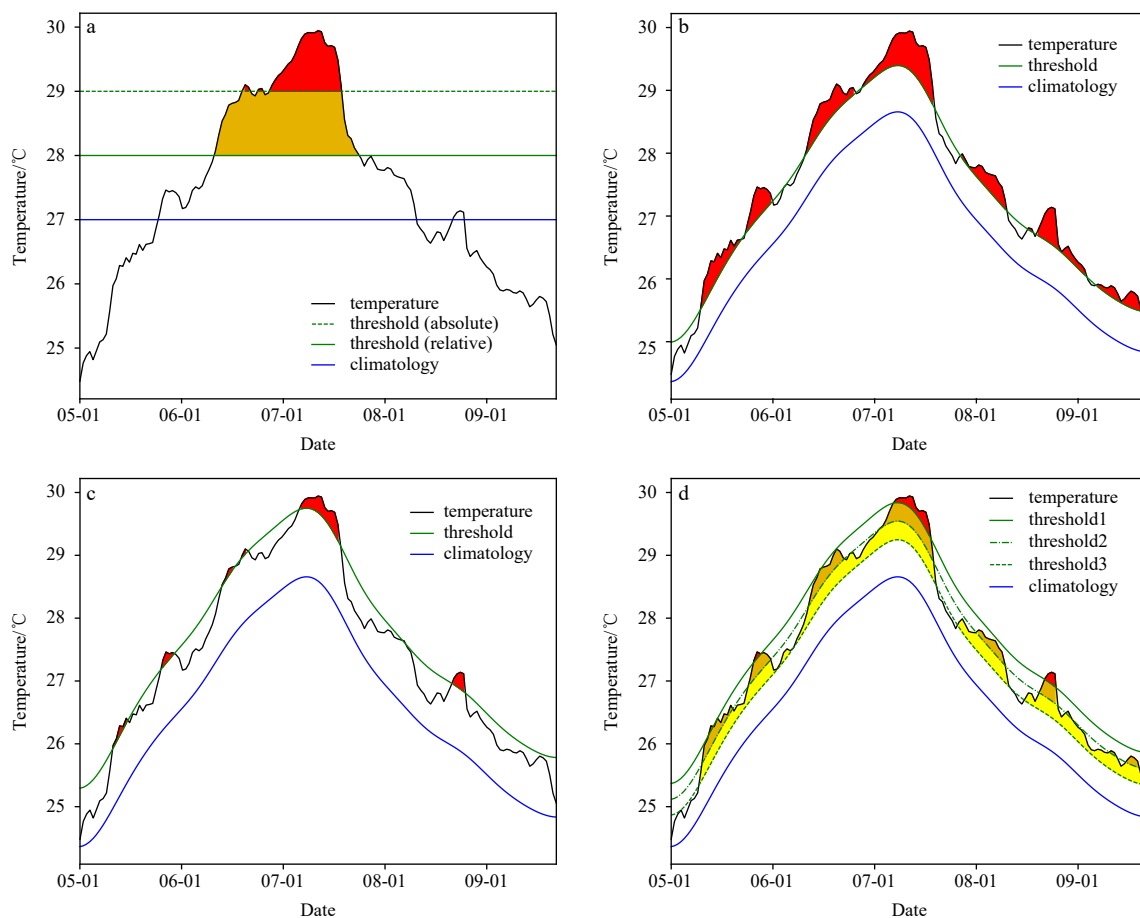 a
30
29
28
27
26
25
Temperature/℃
temperature
threshold (absolute)
threshold (relative)
climatology
05-01
06-01
07-01
08-01
09-01
Date
b
30
29
28
27
26
25
Temperature/℃
temperature
threshold
climatology
05-01
06-01
07-01
08-01
09-01
Date
c
30
29
28
27
26
25
Temperature/℃
temperature
threshold
climatology
05-01
06-01
07-01
08-01
09-01
Date
d
30
29
28
27
26
25
Temperature/℃
temperature
threshold1
threshold2
threshold3
climatology
05-01
06-01
07-01
08-01
09-01
Date